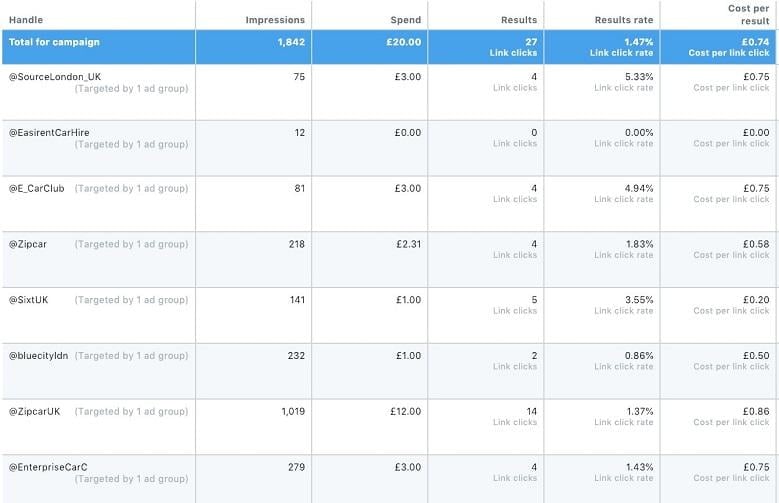 Handle Impressions Spend Results Results rate Cost per result
Total for campaign 1,842 £20.00 27 1.47% £0.74
Link clicks Link click rate Cost per link click
@SourceLondon_UK 75 £3.00 4 5.33% £0.75
(Targeted by 1 ad group) Link clicks Link click rate Cost per link click
@EasirentCarHire 12 £0.00 0 0.00% £0.00
(Targeted by 1 ad group) Link clicks Link click rate Cost per link click
@E_CarClub (Targeted by 1 ad group) 81 £3.00 4 4.94% £0.75
Link clicks Link click rate Cost per link click
@Zipcar (Targeted by 1 ad group) 218 £2.31 4 1.83% £0.58
Link clicks Link click rate Cost per link click
@SixtUK (Targeted by 1 ad group) 141 £1.00 5 3.55% £0.20
Link clicks Link click rate Cost per link click
@bluecityldn (Targeted by 1 ad group) 232 £1.00 2 0.86% £0.50
Link clicks Link click rate Cost per link click
@ZipcarUK (Targeted by 1 ad group) 1,019 £12.00 14 1.37% £0.86
Link clicks Link click rate Cost per link click
@EnterpriseCarC 279 £3.00 4 1.43% £0.75
(Targeted by 1 ad group) Link clicks Link click rate Cost per link click